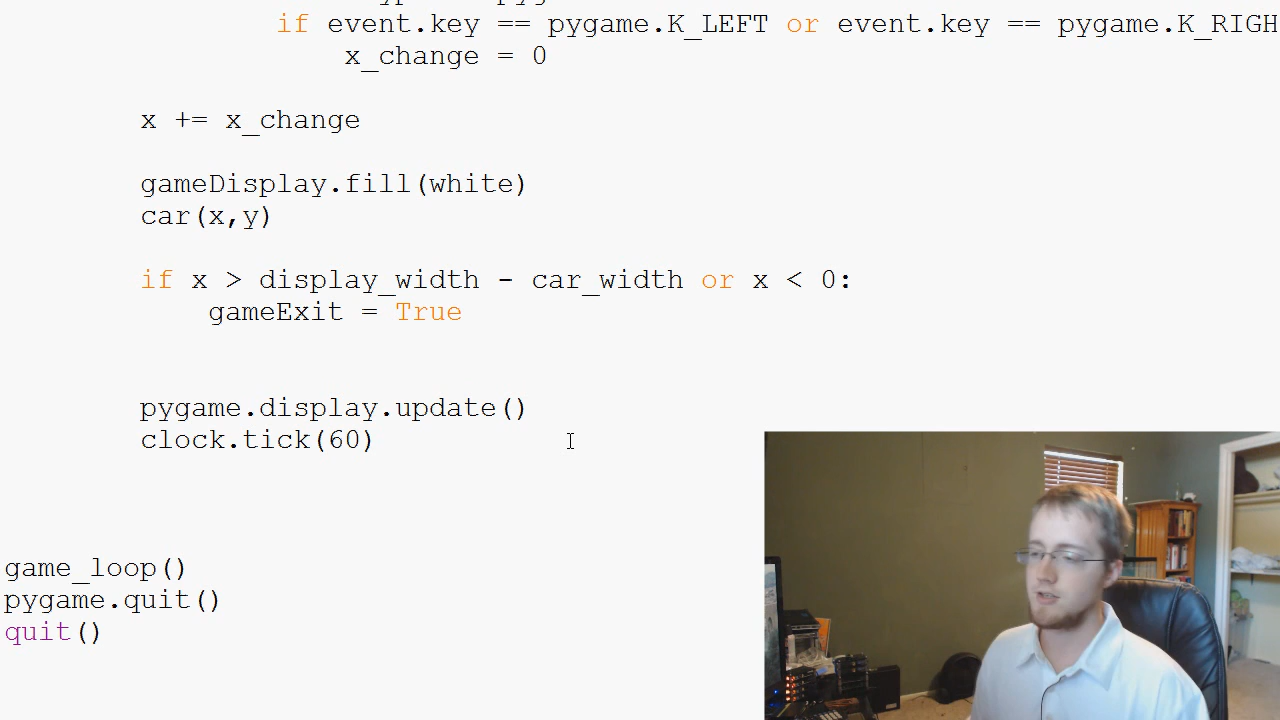 if event.key == pygame.K_LEFT or event.key == pygame.K_RIGH
x_change = 0
x += x_change
gameDisplay.fill(white)
car(x,y)
if x > display_width - car_width or x < 0:
gameExit = True
pygame.display.update()
clock.tick(60)
game_loop()
pygame.quit()
quit()